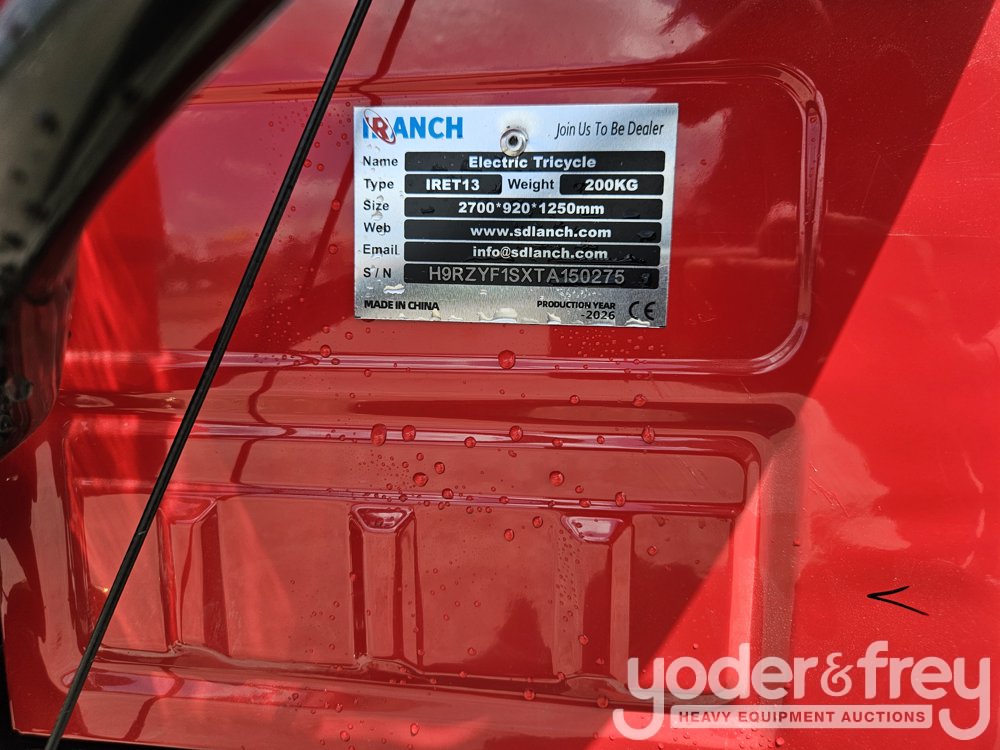 IRANCH Join Us To Be Dealer
Name Electric Tricycle
Type IRET13 Weight 200KG
Size 2700*920*1250mm
Web www.sdlanch.com
Email info@sdlanch.com
S / N H9RZYF1SXTA150275
MADE IN CHINA PRODUCTION YEAR
-2026 CE
yoder&frey
HEAVY EQUIPMENT AUCTIONS